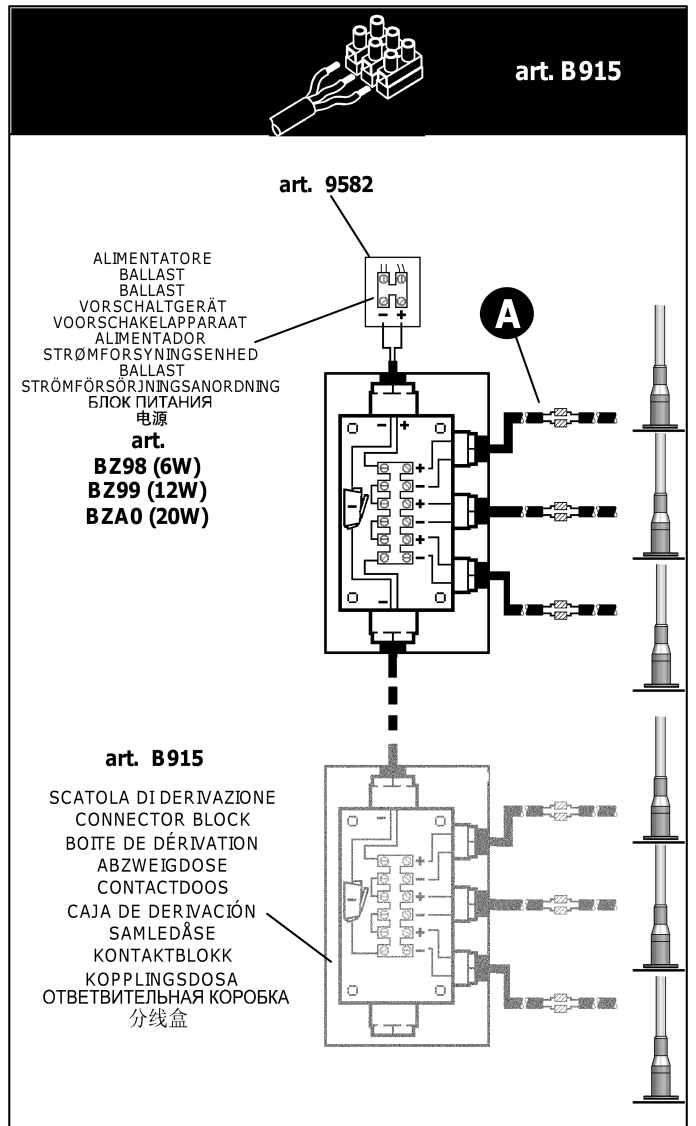 art. B915
art. 9582
ALIMENTATORE
BALLAST
BALLAST
VORSCHALTGERÄT
VOORSCHAKELAPPARAAT
ALIMENTADOR
STRØMFORSYNINGSENHED
BALLAST
STRÖMFÖRSÖRJNINGSANORDNING
БЛОК ПИТАНИЯ
电源
art.
BZ98 (6W)
BZ99 (12W)
BZA0 (20W)
- +
A
- +
+
-
+
-
+
-
-
art. B915
SCATOLA DI DERIVAZIONE
CONNECTOR BLOCK
BOITE DE DÉRIVATION
ABZWEIGDOSE
CONTACTDOOS
CAJA DE DERIVACIÓN
SAMLEDÅSE
KONTAKTBLOKK
KOPPLINGSDOSA
ОТВЕТВИТЕЛЬНАЯ КОРОБКА
分线盒
-
+
-
+
-
+
-